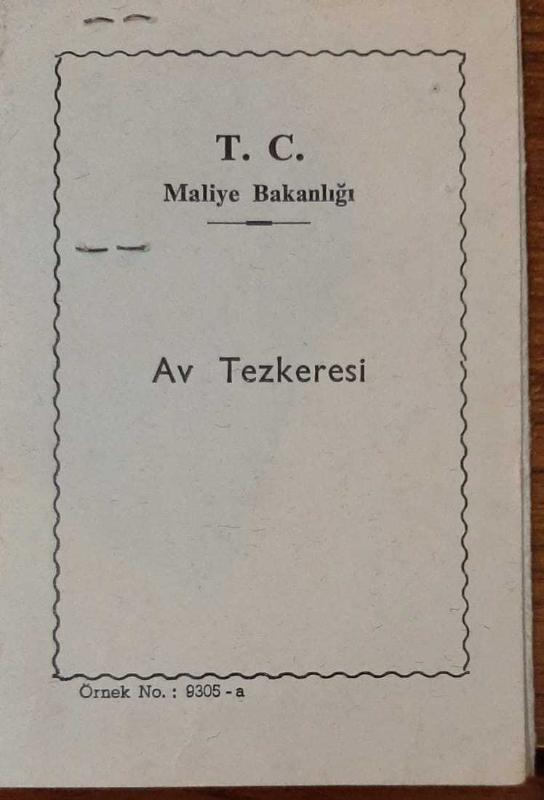 T. C.
Maliye Bakanlığı
Av Tezkeresi
Örnek No. : 9305 - a